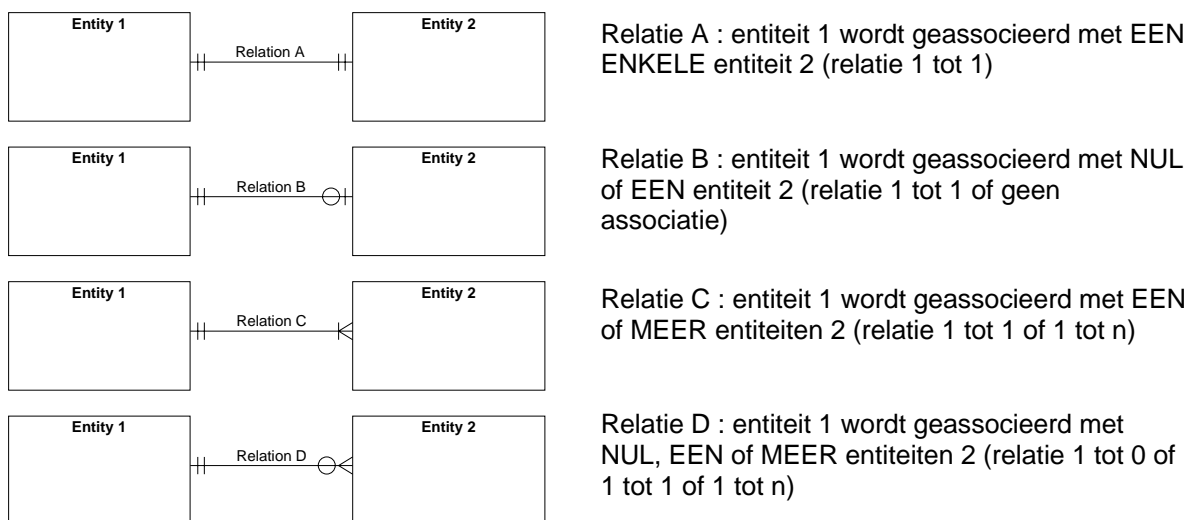 Entity 1
Relation A
Entity 2
Relatie A : entiteit 1 wordt geassocieerd met EEN
ENKELE entiteit 2 (relatie 1 tot 1)
Entity 1
Relation B
Entity 2
Relatie B : entiteit 1 wordt geassocieerd met NUL
of EEN entiteit 2 (relatie 1 tot 1 of geen
associatie)
Entity 1
Relation C
Entity 2
Relatie C : entiteit 1 wordt geassocieerd met EEN
of MEER entiteiten 2 (relatie 1 tot 1 of 1 tot n)
Entity 1
Relation D
Entity 2
Relatie D : entiteit 1 wordt geassocieerd met
NUL, EEN of MEER entiteiten 2 (relatie 1 tot 0 of
1 tot 1 of 1 tot n)